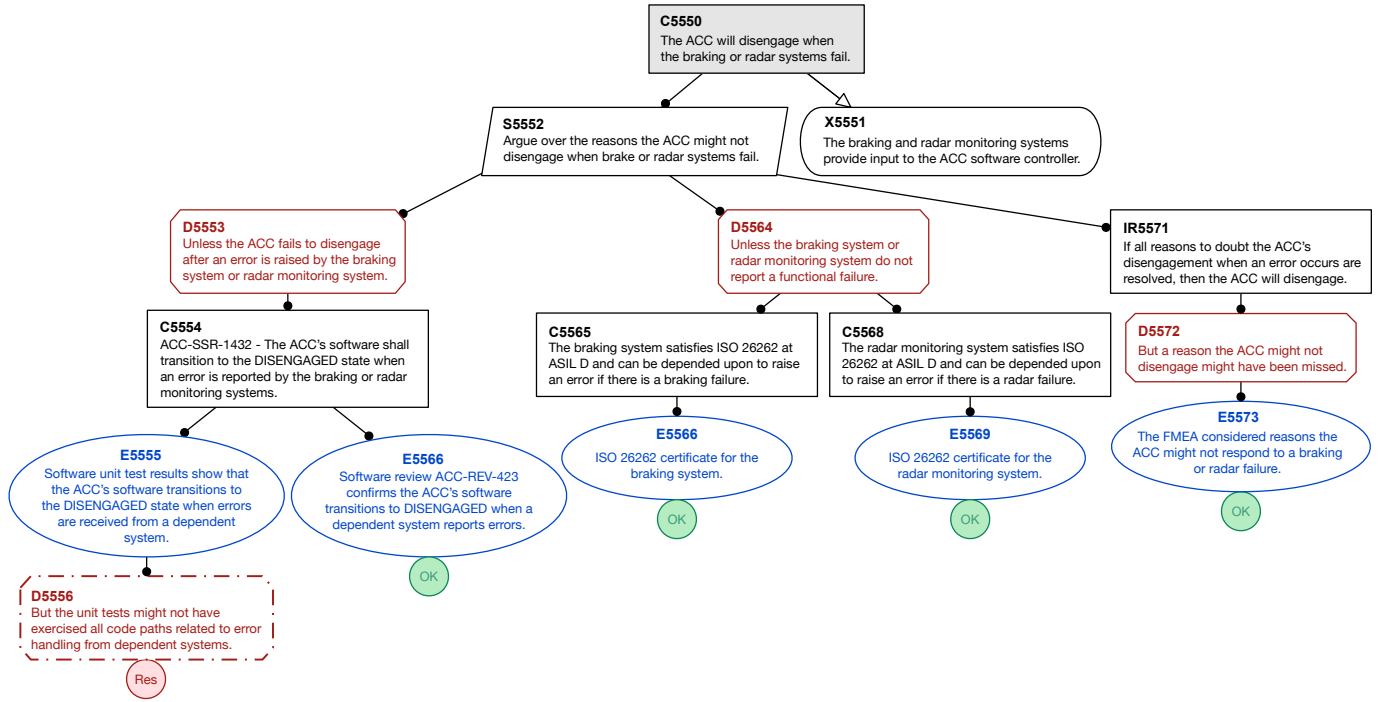 C5550
The ACC will disengage when
the braking or radar systems fail.
S5552
Argue over the reasons the ACC might not
disengage when brake or radar systems fail.
X5551
The braking and radar monitoring systems
provide input to the ACC software controller.
D5553
Unless the ACC fails to disengage
after an error is raised by the braking
system or radar monitoring system.
D5564
Unless the braking system or
radar monitoring system do not
report a functional failure.
IR5571
If all reasons to doubt the ACC's
disengagement when an error occurs are
resolved, then the ACC will disengage.
C5554
ACC-SSR-1432 - The ACC's software shall
transition to the DISENGAGED state when
an error is reported by the braking or radar
monitoring systems.
C5565
The braking system satisfies ISO 26262 at
ASIL D and can be depended upon to raise
an error if there is a braking failure.
C5568
The radar monitoring system satisfies ISO
26262 at ASIL D and can be depended upon
to raise an error if there is a radar failure.
D5572
But a reason the ACC might not
disengage might have been missed.
E5555
Software unit test results show that
the ACC's software transitions to
the DISENGAGED state when errors
are received from a dependent
system.
E5566
Software review ACC-REV-423
confirms the ACC's software
transitions to DISENGAGED when a
dependent system reports errors.
OK
E5566
ISO 26262 certificate for the
braking system.
OK
E5569
ISO 26262 certificate for the
radar monitoring system.
OK
E5573
The FMEA considered reasons the
ACC might not respond to a braking
or radar failure.
OK
D5556
But the unit tests might not have
exercised all code paths related to error
handling from dependent systems.
Res